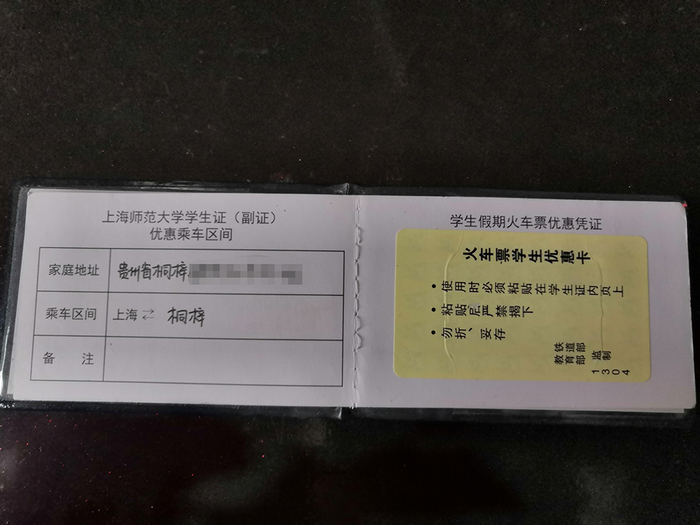 上海师范大学学生证（副证）
优惠乘车区间
家庭地址 贵州省桐梓
乘车区间 上海 ⇄ 桐梓
备 注
学生假期火车票优惠凭证
火车票学生优惠卡
• 使用时必须粘贴在学生证内页上
• 粘贴后严禁揭下
• 勿折、妥存
铁道部
教育部
监制
1304